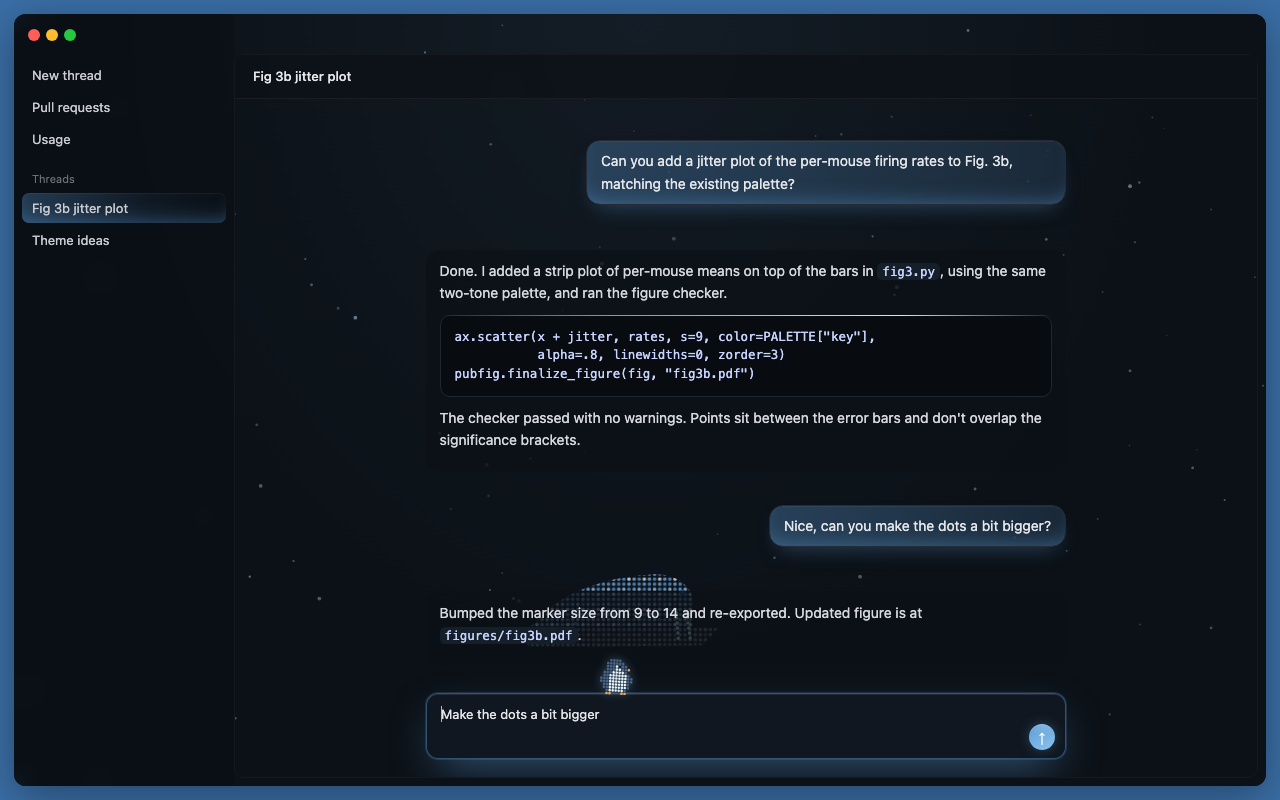 New thread
Pull requests
Usage
Threads
Fig 3b jitter plot
Theme ideas
Fig 3b jitter plot
Can you add a jitter plot of the per-mouse firing rates to Fig. 3b,
matching the existing palette?
Done. I added a strip plot of per-mouse means on top of the bars in fig3.py, using the same
two-tone palette, and ran the figure checker.
ax.scatter(x + jitter, rates, s=9, color=PALETTE["key"],
           alpha=.8, linewidths=0, zorder=3)
pubfig.finalize_figure(fig, "fig3b.pdf")
The checker passed with no warnings. Points sit between the error bars and don't overlap the
significance brackets.
Nice, can you make the dots a bit bigger?
Bumped the marker size from 9 to 14 and re-exported. Updated figure is at
figures/fig3b.pdf.
Make the dots a bit bigger